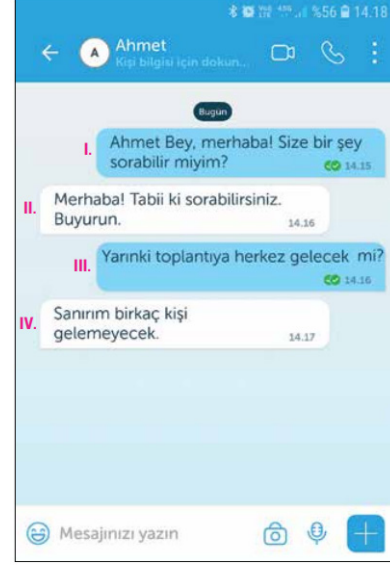 %56 14.18
A Ahmet
Kişi bilgisi için dokun...
Bugün
I. Ahmet Bey, merhaba! Size bir şey
sorabilir miyim? 14.15
II. Merhaba! Tabii ki sorabilirsiniz.
Buyurun. 14.16
III. Yarınki toplantıya herkez gelecek mi?
14.16
IV. Sanırım birkaç kişi
gelemeyecek. 14.17
Mesajınızı yazın